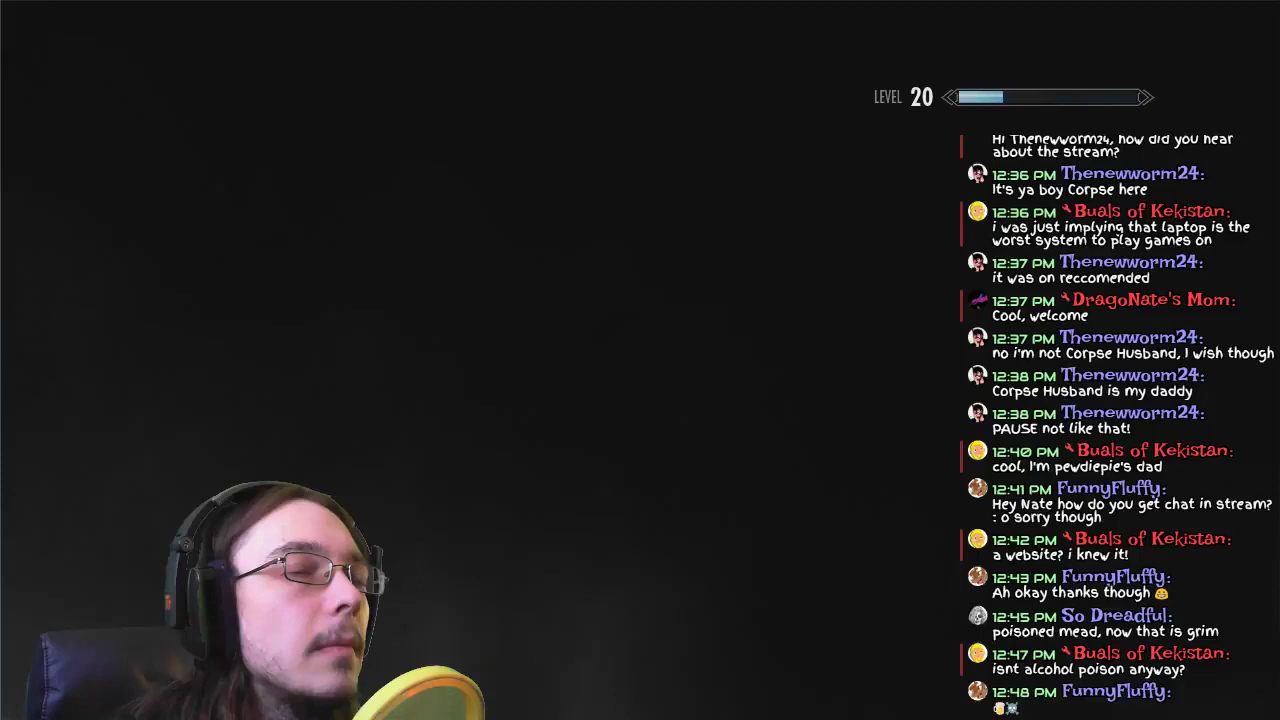 LEVEL 20
Hi Thenewworm24, how did you hear
about the stream?
12:36 PM Thenewworm24:
It's ya boy Corpse here
12:36 PM Buals of Kekistan:
i was just implying that laptop is the
worst system to play games on
12:37 PM Thenewworm24:
it was on reccomended
12:37 PM DragoNate's Mom:
Cool, welcome
12:37 PM Thenewworm24:
no i'm not Corpse Husband, I wish though
12:38 PM Thenewworm24:
Corpse Husband is my daddy
12:38 PM Thenewworm24:
PAUSE not like that!
12:40 PM Buals of Kekistan:
cool, I'm pewdiepie's dad
12:41 PM FunnyFluffy:
Hey Nate how do you get chat in stream?
: o sorry though
12:42 PM Buals of Kekistan:
a website? i knew it!
12:43 PM FunnyFluffy:
Ah okay thanks though 😊
12:45 PM So Dreadful:
poisoned mead, now that is grim
12:47 PM Buals of Kekistan:
isnt alcohol poison anyway?
12:48 PM FunnyFluffy:
🍺☠️